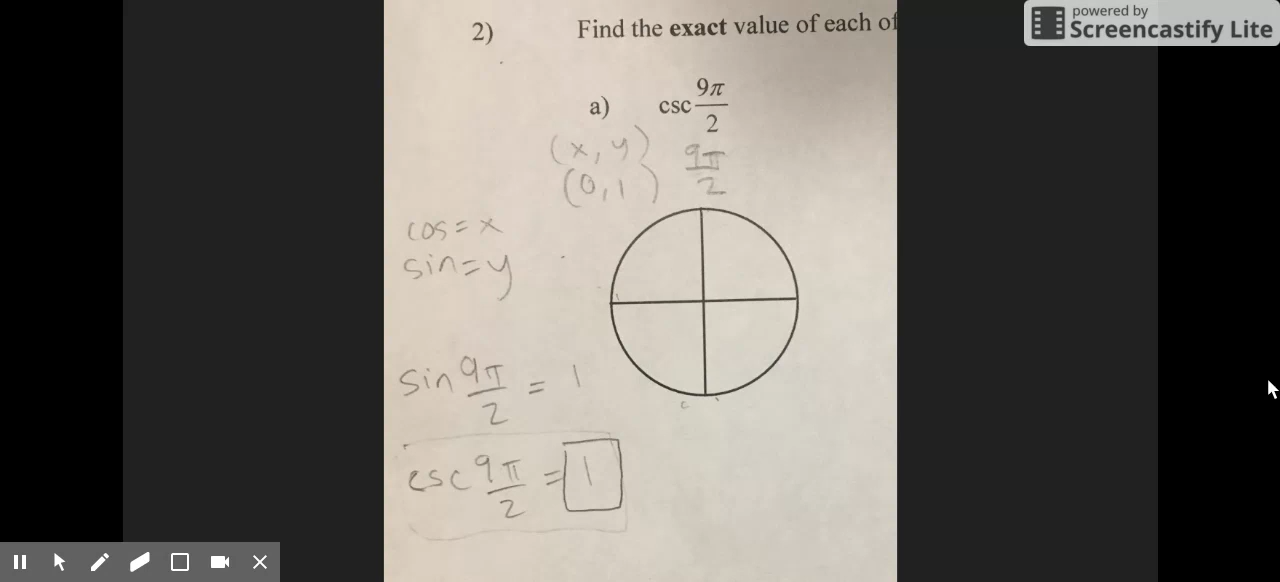 powered by
Screencastify Lite
2) Find the exact value of each of
a) csc 9π/2
(x, y) 9π/2
(0, 1)
cos = x
sin = y
sin 9π/2 = 1
csc 9π/2 = 1